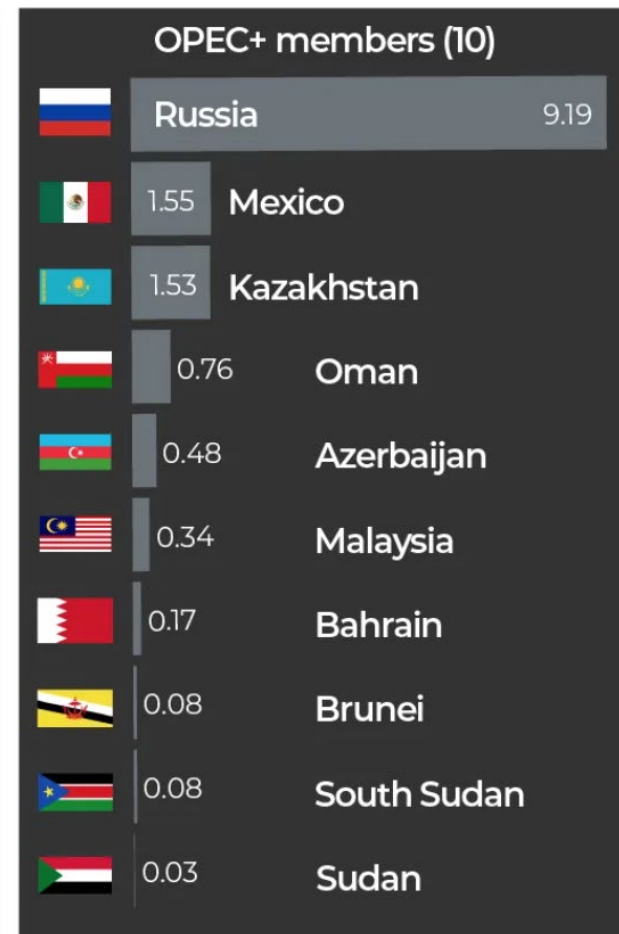 OPEC+ members (10)
Russia 9.19
1.55 Mexico
1.53 Kazakhstan
0.76 Oman
0.48 Azerbaijan
0.34 Malaysia
0.17 Bahrain
0.08 Brunei
0.08 South Sudan
0.03 Sudan